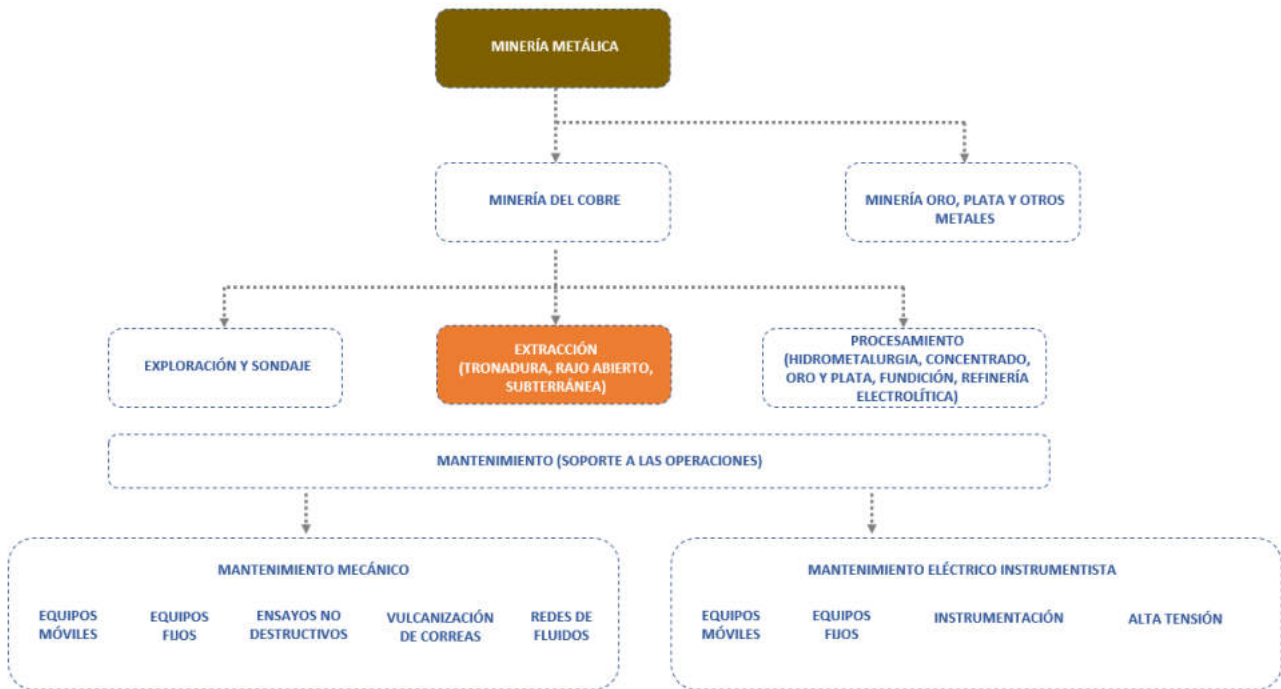 MINERÍA METÁLICA
MINERÍA DEL COBRE
MINERÍA ORO, PLATA Y OTROS
METALES
EXPLORACIÓN Y SONDAJE
EXTRACCIÓN
(TRONADURA, RAJO ABIERTO,
SUBTERRÁNEA)
PROCESAMIENTO
(HIDROMETALURGIA, CONCENTRADO,
ORO Y PLATA, FUNDICIÓN, REFINERÍA
ELECTROLÍTICA)
MANTENIMIENTO (SOPORTE A LAS OPERACIONES)
MANTENIMIENTO MECÁNICO
EQUIPOS
MÓVILES
EQUIPOS
FIJOS
ENSAYOS NO
DESTRUCTIVOS
VULCANIZACIÓN
DE CORREAS
REDES DE
FLUIDOS
MANTENIMIENTO ELÉCTRICO INSTRUMENTISTA
EQUIPOS
MÓVILES
EQUIPOS
FIJOS
INSTRUMENTACIÓN
ALTA TENSIÓN